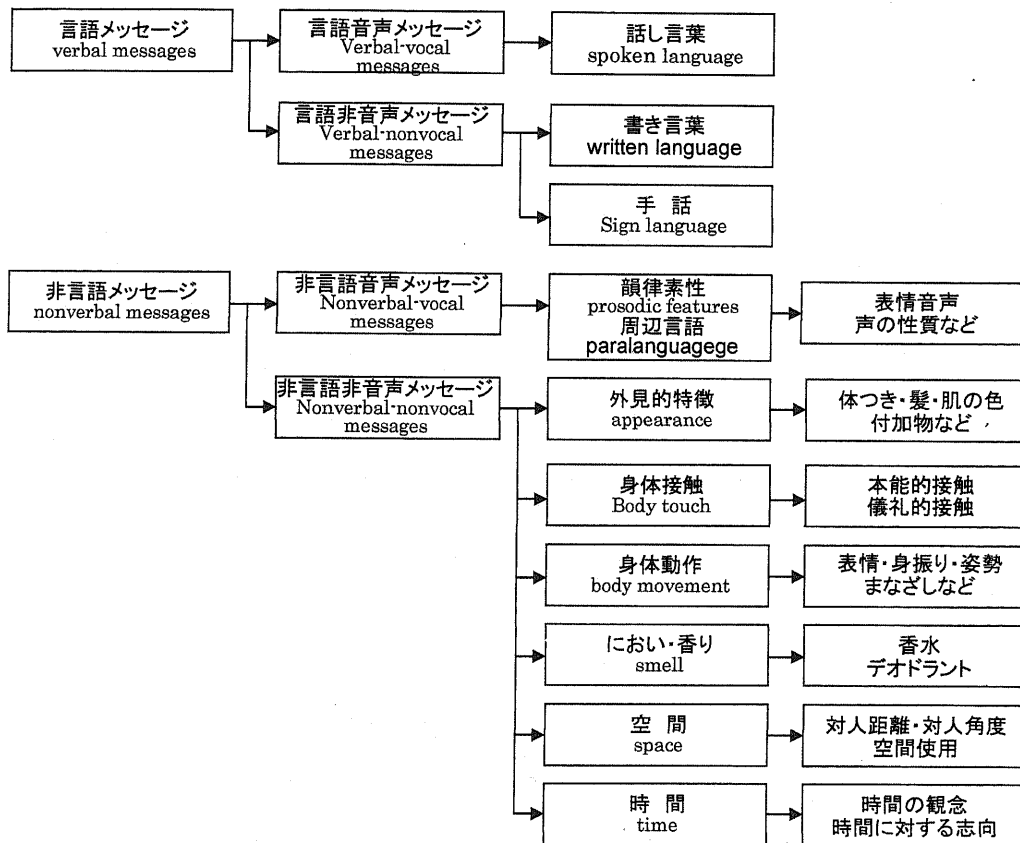 言語メッセージ
verbal messages
言語音声メッセージ
Verbal-vocal
messages
話し言葉
spoken language
言語非音声メッセージ
Verbal-nonvocal
messages
書き言葉
written language
手 話
Sign language
非言語メッセージ
nonverbal messages
非言語音声メッセージ
Nonverbal-vocal
messages
韻律素性
prosodic features
周辺言語
paralanguagege
表情音声
声の性質など
非言語非音声メッセージ
Nonverbal-nonvocal
messages
外見的特徴
appearance
体つき・髪・肌の色
付加物など
身体接触
Body touch
本能的接触
儀礼的接触
身体動作
body movement
表情・身振り・姿勢
まなざしなど
におい・香り
smell
香水
デオドラント
空 間
space
対人距離・対人角度
空間使用
時 間
time
時間の観念
時間に対する志向